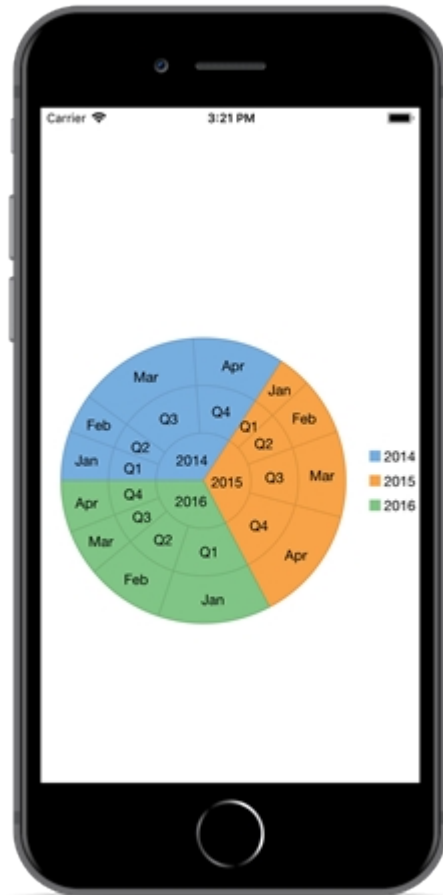 Carrier 3:21 PM
Mar Apr
Jan
Feb Q3 Q4 Q1 Feb
Q2 Q2
Jan Q1 2014
2015 Q3 Mar
Apr Q4 2016
Mar Q3 Q4
Q2 Q1 Apr
Feb
Jan
2014
2015
2016